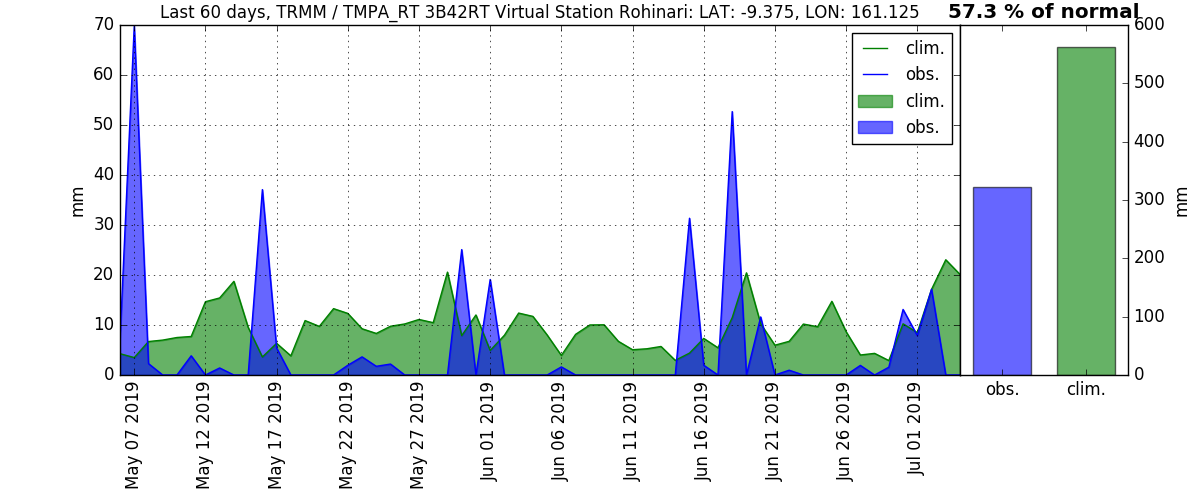 Last 60 days, TRMM / TMPA_RT 3B42RT Virtual Station Rohinari: LAT: -9.375, LON: 161.125
57.3 % of normal
70
60
50
40
30
20
10
0
mm
clim.
obs.
clim.
obs.
May 07 2019
May 12 2019
May 17 2019
May 22 2019
May 27 2019
Jun 01 2019
Jun 06 2019
Jun 11 2019
Jun 16 2019
Jun 21 2019
Jun 26 2019
Jul 01 2019
600
500
400
300
200
100
0
mm
obs.
clim.